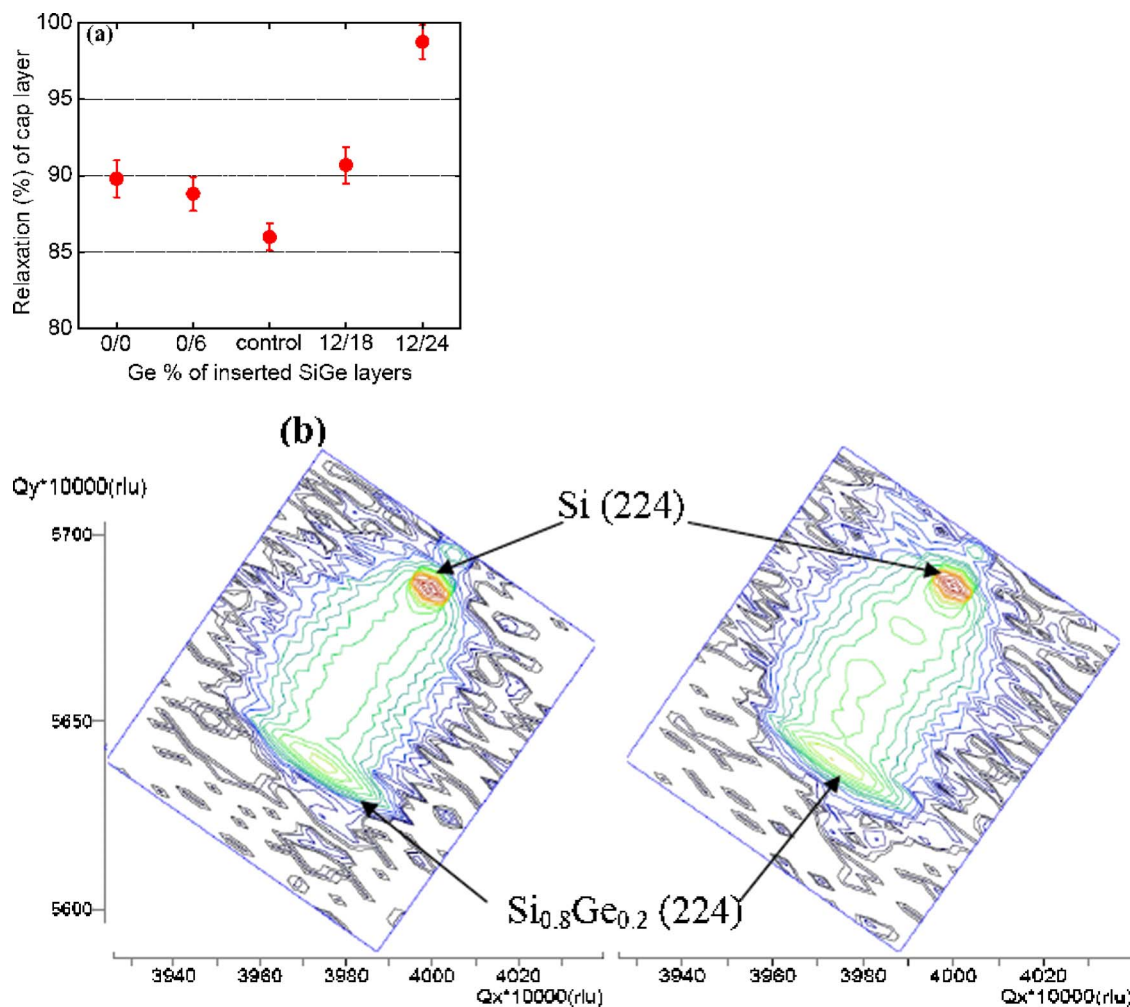 (a)
Relaxation (%) of cap layer
100
95
90
85
80
0/0 0/6 control 12/18 12/24
Ge % of inserted SiGe layers
(b)
Qy*10000(rlu)
Si (224)
5700
5650
5600
Si0.8Ge0.2 (224)
3940 3960 3980 4000 4020
Qx*10000(rlu)
3940 3960 3980 4000 4020
Qx*10000(rlu)